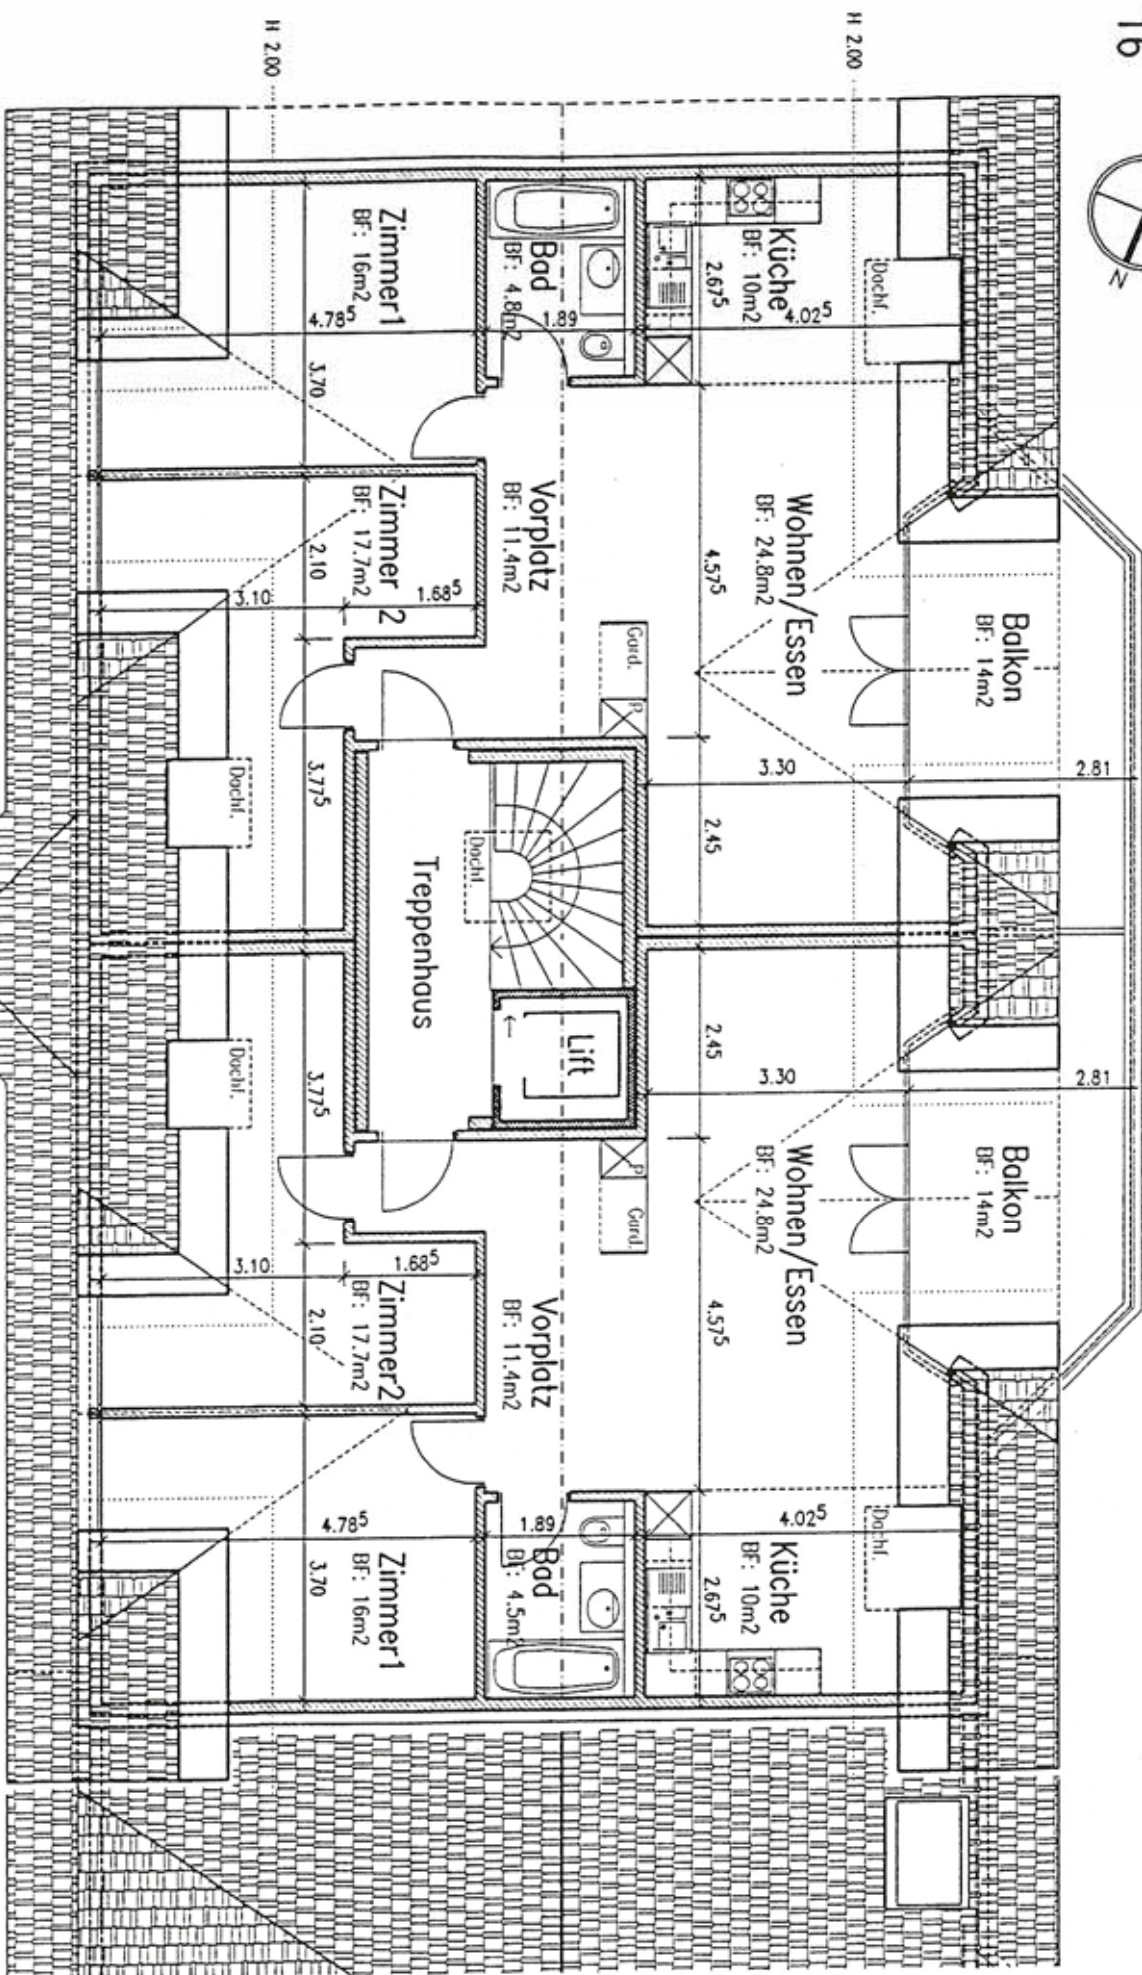 16
N
H 2.00
H 2.00
Zimmer1
BF: 16m2
Bad
BF: 4.8m2
Küche
BF: 10m2
Dachf.
4.78⁵
1.89
4.02⁵
2.67⁵
3.70
Zimmer 2
BF: 17.7m2
Vorplatz
BF: 11.4m2
Wohnen/Essen
BF: 24.8m2
Balkon
BF: 14m2
2.10
3.10
1.68⁵
4.57⁵
Gard.
P
Dachf.
3.77⁵
3.30
2.81
2.45
Treppenhaus
Dachf.
Lift
Dachf.
3.77⁵
2.45
3.30
2.81
P
Gard.
3.10
1.68⁵
Zimmer2
BF: 17.7m2
2.10
Vorplatz
BF: 11.4m2
Wohnen/Essen
BF: 24.8m2
Balkon
BF: 14m2
4.57⁵
4.78⁵
1.89
4.02⁵
Dachf.
Zimmer1
BF: 16m2
3.70
Bad
BF: 4.5m2
Küche
BF: 10m2
2.67⁵